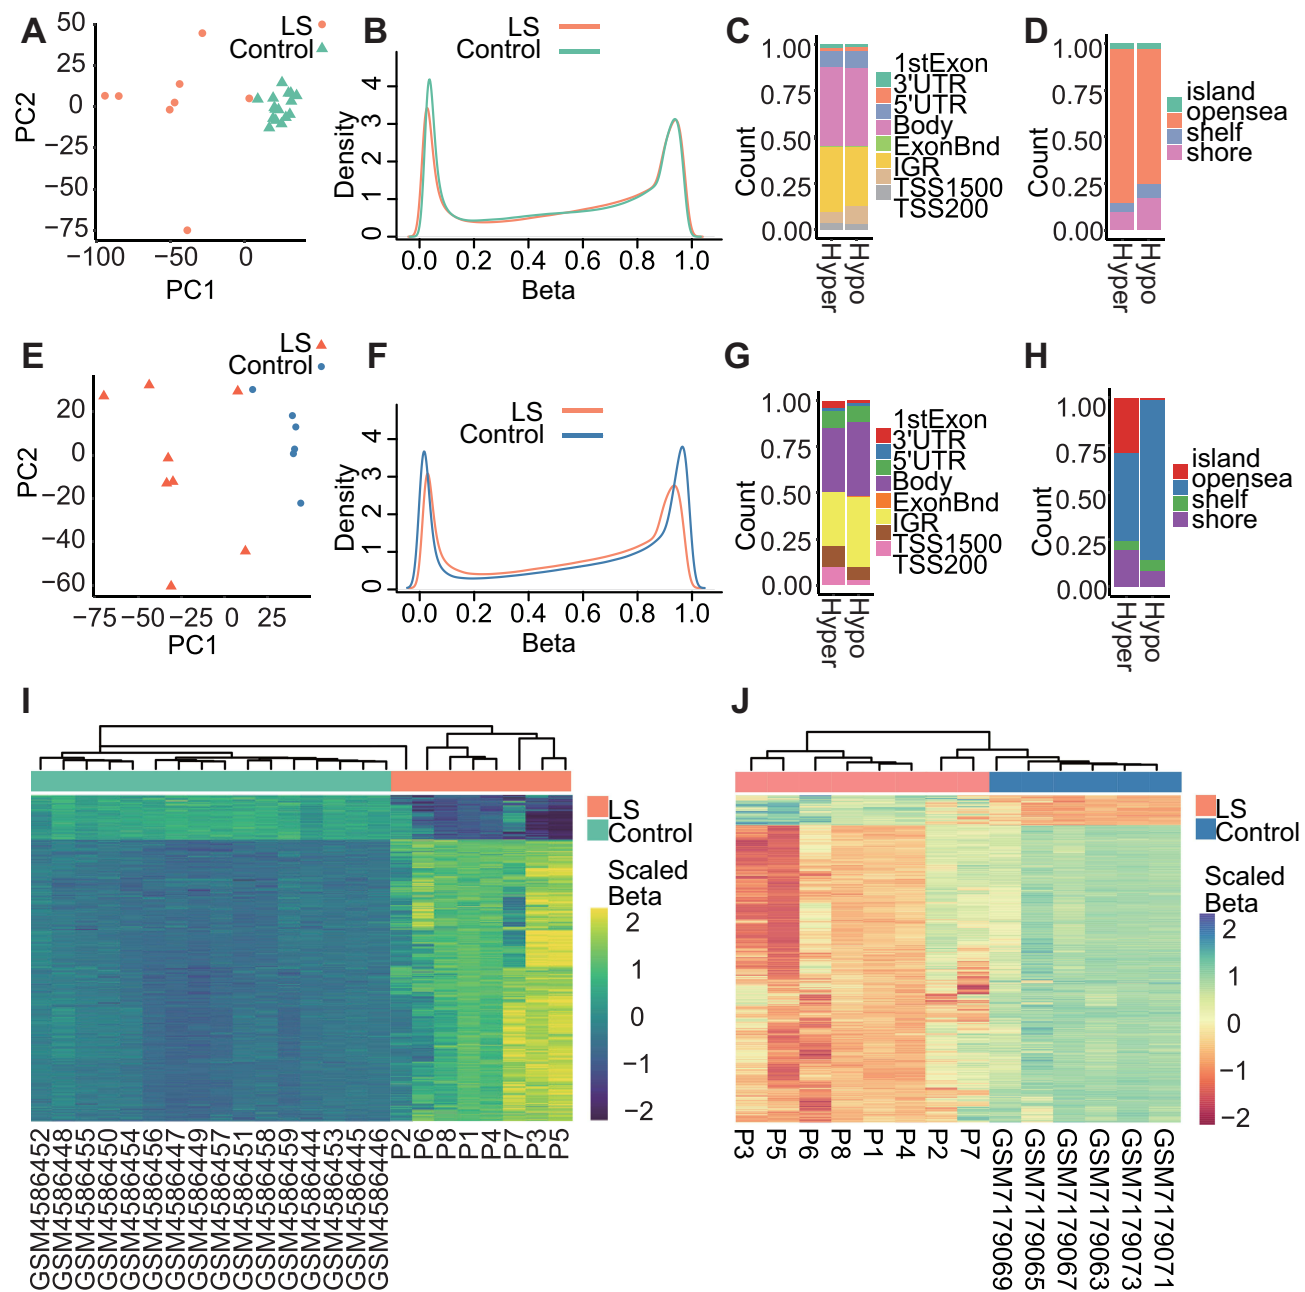 A
50
25
0
−25
−50
−75
−100
−50
0
PC2
PC1
LS
Control
B
LS
Control
Density
0
1
2
3
4
0.0
0.2
0.4
0.6
0.8
1.0
Beta
C
1.00
0.75
0.50
0.25
0.00
Count
Hyper
Hypo
1stExon
3'UTR
5'UTR
Body
ExonBnd
IGR
TSS1500
TSS200
D
1.00
0.75
0.50
0.25
0.00
Count
Hyper
Hypo
island
opensea
shelf
shore
E
LS
Control
20
0
−20
−40
−60
PC2
−75
−50
−25
0
25
PC1
F
LS
Control
Density
0
1
2
3
4
0.0
0.2
0.4
0.6
0.8
1.0
Beta
G
1.00
0.75
0.50
0.25
0.00
Count
Hyper
Hypo
1stExon
3'UTR
5'UTR
Body
ExonBnd
IGR
TSS1500
TSS200
H
1.00
0.75
0.50
0.25
0.00
Count
Hyper
Hypo
island
opensea
shelf
shore
I
LS
Control
Scaled
Beta
2
1
0
−1
−2
GSM4586452
GSM4586448
GSM4586455
GSM4586450
GSM4586454
GSM4586456
GSM4586447
GSM4586449
GSM4586457
GSM4586451
GSM4586458
GSM4586459
GSM4586444
GSM4586453
GSM4586445
GSM4586446
P2
P6
P8
P1
P4
P7
P3
P5
J
LS
Control
Scaled
Beta
2
1
0
−1
−2
P3
P5
P6
P8
P1
P4
P2
P7
GSM7179069
GSM7179065
GSM7179067
GSM7179063
GSM7179073
GSM7179071